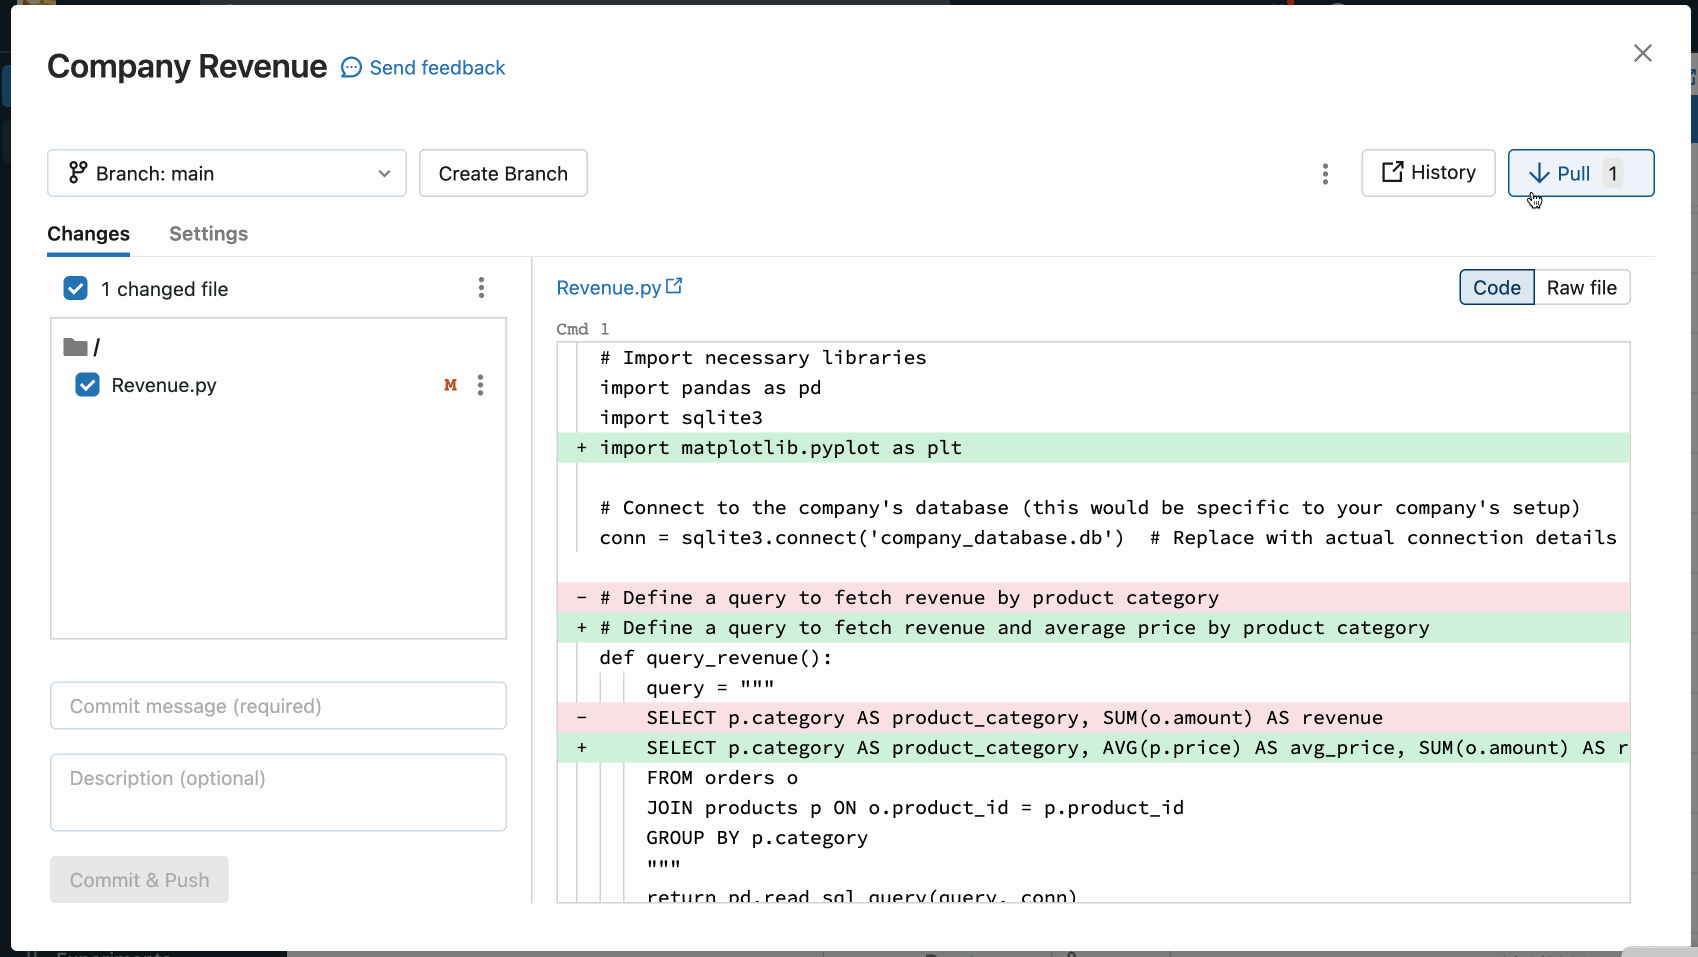 Company Revenue Send feedback
Branch: main Create Branch History Pull 1
Changes Settings
1 changed file
/
Revenue.py M
Commit message (required)
Description (optional)
Commit & Push
Revenue.py Code Raw file
Cmd 1
# Import necessary libraries
import pandas as pd
import sqlite3
+ import matplotlib.pyplot as plt
# Connect to the company's database (this would be specific to your company's setup)
conn = sqlite3.connect('company_database.db') # Replace with actual connection details
- # Define a query to fetch revenue by product category
+ # Define a query to fetch revenue and average price by product category
def query_revenue():
query = """
- SELECT p.category AS product_category, SUM(o.amount) AS revenue
+ SELECT p.category AS product_category, AVG(p.price) AS avg_price, SUM(o.amount) AS r
FROM orders o
JOIN products p ON o.product_id = p.product_id
GROUP BY p.category
"""
return pd.read_sql_query(query, conn)